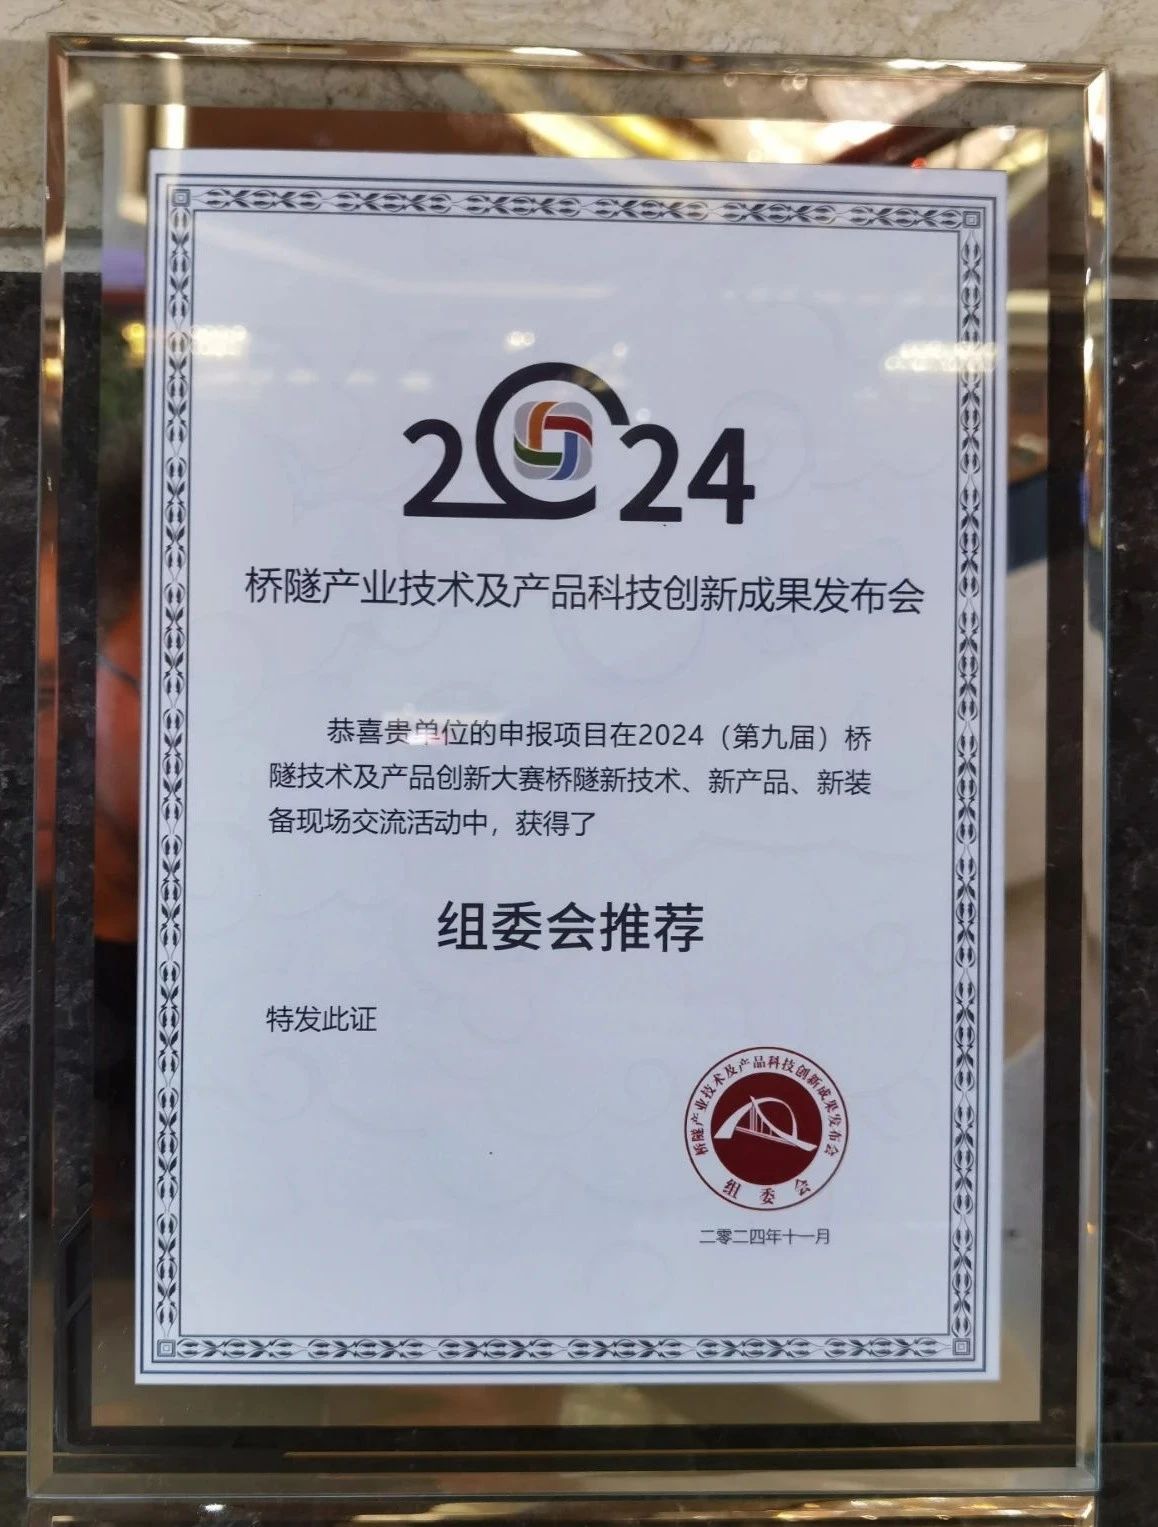 2024
桥隧产业技术及产品科技创新成果发布会
恭喜贵单位的申报项目在2024（第九届）桥
隧技术及产品创新大赛桥隧新技术、新产品、新装
备现场交流活动中，获得了
组委会推荐
特发此证
桥隧产业技术及产品科技创新成果发布会
组委会
二零二四年十一月